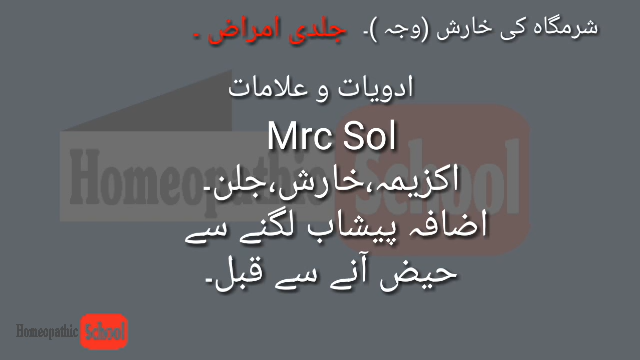 شرمگاہ کی خارش (وجہ )۔ جلدی امراض ۔
ادویات و علامات
Mrc Sol
اکزیمہ،خارش،جلن۔
اضافہ پیشاب لگنے سے
حیض آنے سے قبل۔
Homeopathic School
Homeopathic School